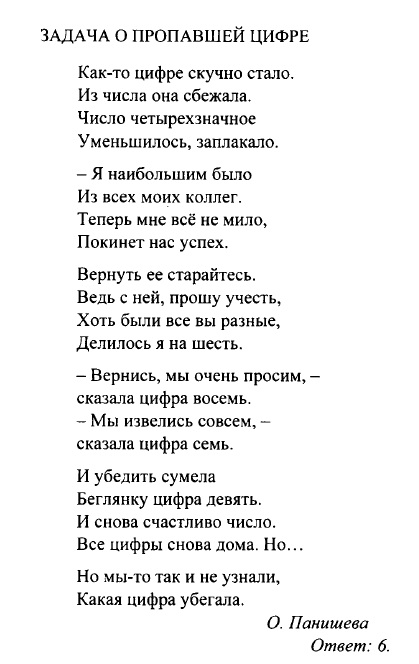 ЗАДАЧА О ПРОПАВШЕЙ ЦИФРЕ
Как-то цифре скучно стало.
Из числа она сбежала.
Число четырехзначное
Уменьшилось, заплакало.
– Я наибольшим было
Из всех моих коллег.
Теперь мне всё не мило,
Покинет нас успех.
Вернуть ее старайтесь.
Ведь с ней, прошу учесть,
Хоть были все вы разные,
Делилось я на шесть.
– Вернись, мы очень просим, –
сказала цифра восемь.
– Мы извелись совсем, –
сказала цифра семь.
И убедить сумела
Беглянку цифра девять.
И снова счастливо число.
Все цифры снова дома. Но...
Но мы-то так и не узнали,
Какая цифра убегала.
О. Панишева
Ответ: 6.